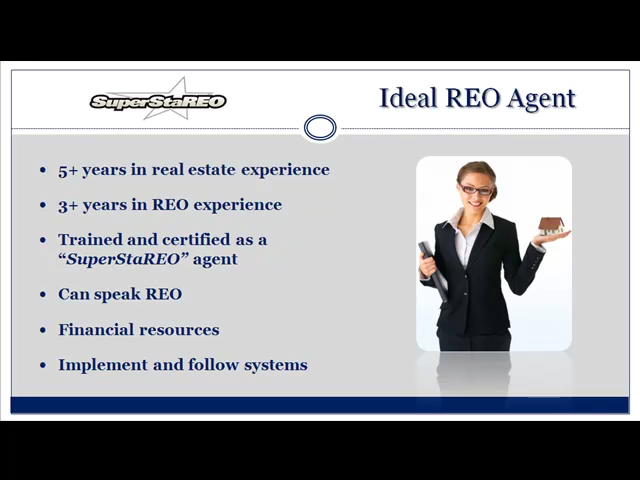 SuperStaREO
Ideal REO Agent
• 5+ years in real estate experience
• 3+ years in REO experience
• Trained and certified as a
“SuperStaREO” agent
• Can speak REO
• Financial resources
• Implement and follow systems